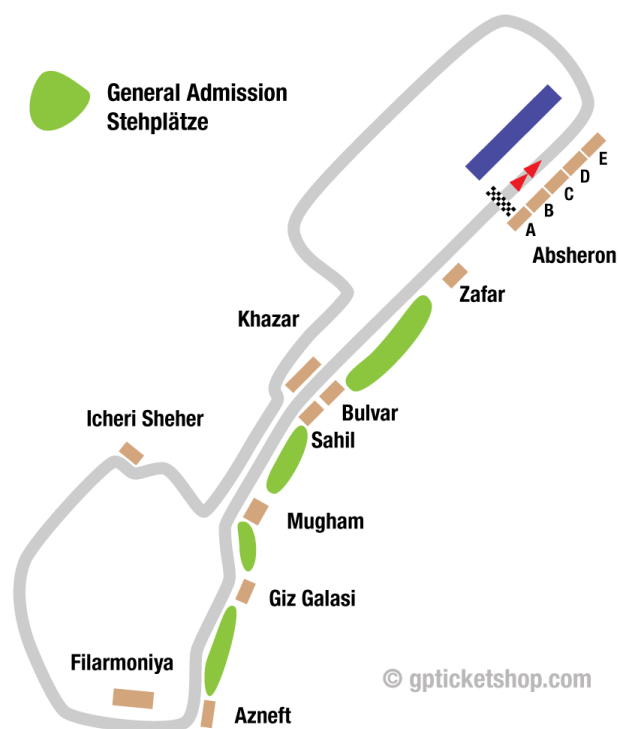 General Admission
Stehplätze
E
D
C
B
A
Absheron
Zafar
Khazar
Bulvar
Icheri Sheher
Sahil
Mugham
Giz Galasi
Filarmoniya
© gpticketshop.com
Azneft